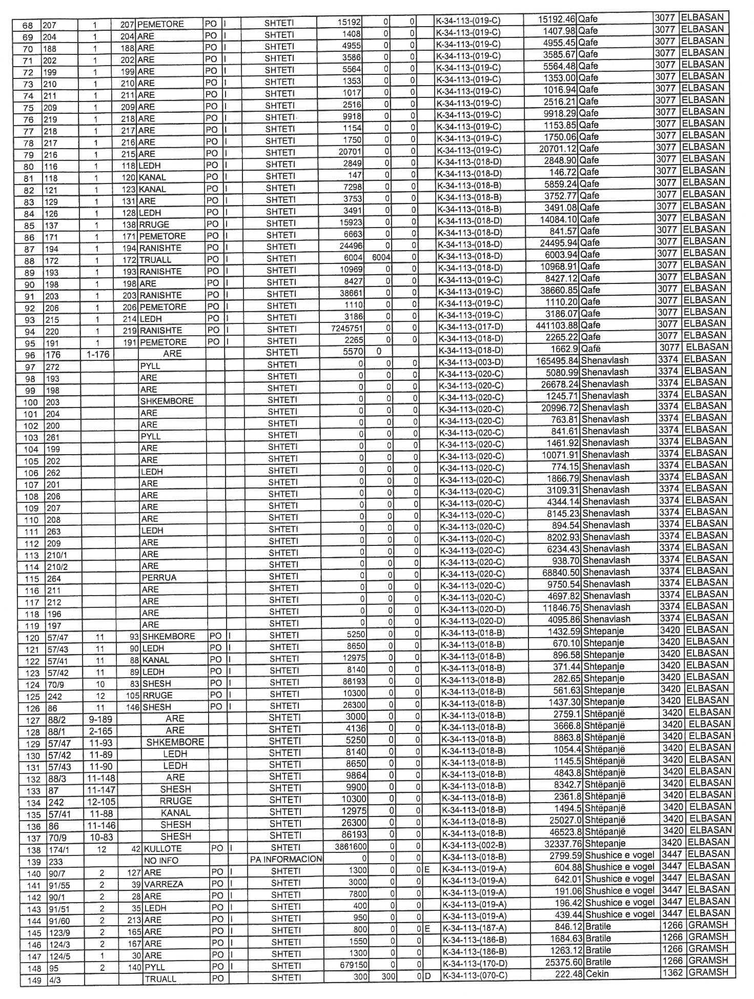 68 207 1 207 PEMETORE PO I SHTETI 15192 0 0 K-34-113-(019-C) 15192.46 Qafe 3077 ELBASAN
69 204 1 204 ARE PO I SHTETI 1408 0 0 K-34-113-(019-C) 1407.98 Qafe 3077 ELBASAN
70 188 1 188 ARE PO I SHTETI 4955 0 0 K-34-113-(019-C) 4955.45 Qafe 3077 ELBASAN
71 202 1 202 ARE PO I SHTETI 3586 0 0 K-34-113-(019-C) 3585.67 Qafe 3077 ELBASAN
72 199 1 199 ARE PO I SHTETI 5564 0 0 K-34-113-(019-C) 5564.48 Qafe 3077 ELBASAN
73 210 1 210 ARE PO I SHTETI 1353 0 0 K-34-113-(019-C) 1353.00 Qafe 3077 ELBASAN
74 211 1 211 ARE PO I SHTETI 1017 0 0 K-34-113-(019-C) 1016.94 Qafe 3077 ELBASAN
75 209 1 209 ARE PO I SHTETI 2516 0 0 K-34-113-(019-C) 2516.21 Qafe 3077 ELBASAN
76 219 1 218 ARE PO I SHTETI 9918 0 0 K-34-113-(019-C) 9918.29 Qafe 3077 ELBASAN
77 218 1 217 ARE PO I SHTETI 1154 0 0 K-34-113-(019-C) 1153.85 Qafe 3077 ELBASAN
78 217 1 216 ARE PO I SHTETI 1750 0 0 K-34-113-(019-C) 1750.06 Qafe 3077 ELBASAN
79 216 1 215 ARE PO I SHTETI 20701 0 0 K-34-113-(019-C) 20701.12 Qafe 3077 ELBASAN
80 116 1 118 LEDH PO I SHTETI 2849 0 0 K-34-113-(018-D) 2848.90 Qafe 3077 ELBASAN
81 118 1 120 KANAL PO I SHTETI 147 0 0 K-34-113-(018-D) 146.72 Qafe 3077 ELBASAN
82 121 1 123 KANAL PO I SHTETI 7298 0 0 K-34-113-(018-B) 5859.24 Qafe 3077 ELBASAN
83 129 1 131 ARE PO I SHTETI 3753 0 0 K-34-113-(018-B) 3752.77 Qafe 3077 ELBASAN
84 126 1 128 LEDH PO I SHTETI 3491 0 0 K-34-113-(018-B) 3491.08 Qafe 3077 ELBASAN
85 137 1 138 RRUGE PO I SHTETI 15923 0 0 K-34-113-(018-D) 14084.10 Qafe 3077 ELBASAN
86 171 1 171 PEMETORE PO I SHTETI 6663 0 0 K-34-113-(018-D) 841.57 Qafe 3077 ELBASAN
87 194 1 194 RANISHTE PO I SHTETI 24496 0 0 K-34-113-(018-D) 24495.94 Qafe 3077 ELBASAN
88 172 1 172 TRUALL PO I SHTETI 6004 6004 0 K-34-113-(018-D) 6003.94 Qafe 3077 ELBASAN
89 193 1 193 RANISHTE PO I SHTETI 10969 0 0 K-34-113-(018-D) 10968.91 Qafe 3077 ELBASAN
90 198 1 198 ARE PO I SHTETI 8427 0 0 K-34-113-(019-C) 8427.12 Qafe 3077 ELBASAN
91 203 1 203 RANISHTE PO I SHTETI 38661 0 0 K-34-113-(019-C) 38660.85 Qafe 3077 ELBASAN
92 206 1 206 PEMETORE PO I SHTETI 1110 0 0 K-34-113-(019-C) 1110.20 Qafe 3077 ELBASAN
93 215 1 214 LEDH PO I SHTETI 3186 0 0 K-34-113-(019-C) 3186.07 Qafe 3077 ELBASAN
94 220 1 219 RANISHTE PO I SHTETI 7245751 0 0 K-34-113-(017-D) 441103.88 Qafe 3077 ELBASAN
95 191 1 191 PEMETORE PO I SHTETI 2265 0 0 K-34-113-(018-D) 2265.22 Qafe 3077 ELBASAN
96 176 1-176 ARE SHTETI 5570 0 K-34-113-(018-D) 1662.9 Qafë 3077 ELBASAN
97 272 PYLL SHTETI 0 0 0 K-34-113-(003-D) 165495.84 Shenavlash 3374 ELBASAN
98 193 ARE SHTETI 0 0 0 K-34-113-(020-C) 5080.99 Shenavlash 3374 ELBASAN
99 198 ARE SHTETI 0 0 0 K-34-113-(020-C) 26678.24 Shenavlash 3374 ELBASAN
100 203 SHKEMBORE SHTETI 0 0 0 K-34-113-(020-C) 1245.71 Shenavlash 3374 ELBASAN
101 204 ARE SHTETI 0 0 0 K-34-113-(020-C) 20996.72 Shenavlash 3374 ELBASAN
102 200 ARE SHTETI 0 0 0 K-34-113-(020-C) 763.81 Shenavlash 3374 ELBASAN
103 261 PYLL SHTETI 0 0 0 K-34-113-(020-C) 841.61 Shenavlash 3374 ELBASAN
104 199 ARE SHTETI 0 0 0 K-34-113-(020-C) 1461.92 Shenavlash 3374 ELBASAN
105 202 ARE SHTETI 0 0 0 K-34-113-(020-C) 10071.91 Shenavlash 3374 ELBASAN
106 262 LEDH SHTETI 0 0 0 K-34-113-(020-C) 774.15 Shenavlash 3374 ELBASAN
107 201 ARE SHTETI 0 0 0 K-34-113-(020-C) 1866.79 Shenavlash 3374 ELBASAN
108 206 ARE SHTETI 0 0 0 K-34-113-(020-C) 3109.31 Shenavlash 3374 ELBASAN
109 207 ARE SHTETI 0 0 0 K-34-113-(020-C) 4344.14 Shenavlash 3374 ELBASAN
110 208 ARE SHTETI 0 0 0 K-34-113-(020-C) 8145.23 Shenavlash 3374 ELBASAN
111 263 LEDH SHTETI 0 0 0 K-34-113-(020-C) 894.54 Shenavlash 3374 ELBASAN
112 209 ARE SHTETI 0 0 0 K-34-113-(020-C) 8202.93 Shenavlash 3374 ELBASAN
113 210/1 ARE SHTETI 0 0 0 K-34-113-(020-C) 6234.43 Shenavlash 3374 ELBASAN
114 210/2 ARE SHTETI 0 0 0 K-34-113-(020-C) 938.70 Shenavlash 3374 ELBASAN
115 264 PERRUA SHTETI 0 0 0 K-34-113-(020-C) 68840.50 Shenavlash 3374 ELBASAN
116 211 ARE SHTETI 0 0 0 K-34-113-(020-C) 9750.54 Shenavlash 3374 ELBASAN
117 212 ARE SHTETI 0 0 0 K-34-113-(020-C) 4697.82 Shenavlash 3374 ELBASAN
118 196 ARE SHTETI 0 0 0 K-34-113-(020-D) 11846.75 Shenavlash 3374 ELBASAN
119 197 ARE SHTETI 0 0 0 K-34-113-(020-D) 4095.86 Shenavlash 3374 ELBASAN
120 57/47 11 93 SHKEMBORE PO I SHTETI 5250 0 0 K-34-113-(018-B) 1432.59 Shtepanje 3420 ELBASAN
121 57/43 11 90 LEDH PO I SHTETI 8650 0 0 K-34-113-(018-B) 670.10 Shtepanje 3420 ELBASAN
122 57/41 11 88 KANAL PO I SHTETI 12975 0 0 K-34-113-(018-B) 896.58 Shtepanje 3420 ELBASAN
123 57/42 11 89 LEDH PO I SHTETI 8140 0 0 K-34-113-(018-B) 371.44 Shtepanje 3420 ELBASAN
124 70/9 10 83 SHESH PO I SHTETI 86193 0 0 K-34-113-(018-B) 282.65 Shtepanje 3420 ELBASAN
125 242 12 105 RRUGE PO I SHTETI 10300 0 0 K-34-113-(018-B) 561.63 Shtepanje 3420 ELBASAN
126 86 11 146 SHESH PO I SHTETI 26300 0 0 K-34-113-(018-B) 1437.30 Shtepanje 3420 ELBASAN
127 88/2 9-189 ARE SHTETI 3000 0 0 K-34-113-(018-B) 2759.1 Shtëpanjë 3420 ELBASAN
128 88/1 2-165 ARE SHTETI 4136 0 0 K-34-113-(018-B) 3666.8 Shtëpanjë 3420 ELBASAN
129 57/47 11-93 SHKEMBORE SHTETI 5250 0 0 K-34-113-(018-B) 8863.8 Shtëpanjë 3420 ELBASAN
130 57/42 11-89 LEDH SHTETI 8140 0 0 K-34-113-(018-B) 1054.4 Shtëpanjë 3420 ELBASAN
131 57/43 11-90 LEDH SHTETI 8650 0 0 K-34-113-(018-B) 1145.5 Shtëpanjë 3420 ELBASAN
132 88/3 11-148 ARE SHTETI 9864 0 0 K-34-113-(018-B) 4843.8 Shtëpanjë 3420 ELBASAN
133 87 11-147 SHESH SHTETI 9900 0 0 K-34-113-(018-B) 8342.7 Shtëpanjë 3420 ELBASAN
134 242 12-105 RRUGE SHTETI 10300 0 0 K-34-113-(018-B) 2361.8 Shtëpanjë 3420 ELBASAN
135 57/41 11-88 KANAL SHTETI 12975 0 0 K-34-113-(018-B) 1494.5 Shtëpanjë 3420 ELBASAN
136 86 11-146 SHESH SHTETI 26300 0 0 K-34-113-(018-B) 25027.0 Shtëpanjë 3420 ELBASAN
137 70/9 10-83 SHESH SHTETI 86193 0 0 K-34-113-(018-B) 46523.8 Shtëpanjë 3420 ELBASAN
138 174/1 12 42 KULLOTE PO I SHTETI 3861600 0 0 K-34-113-(002-B) 32337.76 Shtepanje 3420 ELBASAN
139 233 NO INFO PA INFORMACION 0 0 0 K-34-113-(018-B) 2799.59 Shushice e vogel 3447 ELBASAN
140 90/7 2 127 ARE PO I SHTETI 1300 0 0 E K-34-113-(019-A) 604.88 Shushice e vogel 3447 ELBASAN
141 91/55 2 39 VARREZA PO I SHTETI 3000 0 0 K-34-113-(019-A) 642.01 Shushice e vogel 3447 ELBASAN
142 90/1 2 28 ARE PO I SHTETI 7800 0 0 K-34-113-(019-A) 191.06 Shushice e vogel 3447 ELBASAN
143 91/51 2 35 LEDH PO I SHTETI 400 0 0 K-34-113-(019-A) 196.42 Shushice e vogel 3447 ELBASAN
144 91/60 2 213 ARE PO I SHTETI 950 0 0 K-34-113-(019-A) 439.44 Shushice e vogel 3447 ELBASAN
145 123/9 2 165 ARE PO I SHTETI 800 0 0 E K-34-113-(187-A) 846.12 Bratile 1266 GRAMSH
146 124/3 2 167 ARE PO I SHTETI 1550 0 0 K-34-113-(186-B) 1684.63 Bratile 1266 GRAMSH
147 124/5 1 30 ARE PO I SHTETI 1300 0 0 K-34-113-(186-B) 1263.12 Bratile 1266 GRAMSH
148 95 2 140 PYLL PO I SHTETI 679150 0 0 K-34-113-(170-D) 25375.60 Bratile 1266 GRAMSH
149 4/3 TRUALL PO SHTETI 300 300 0 D K-34-113-(070-C) 222.48 Cekin 1362 GRAMSH